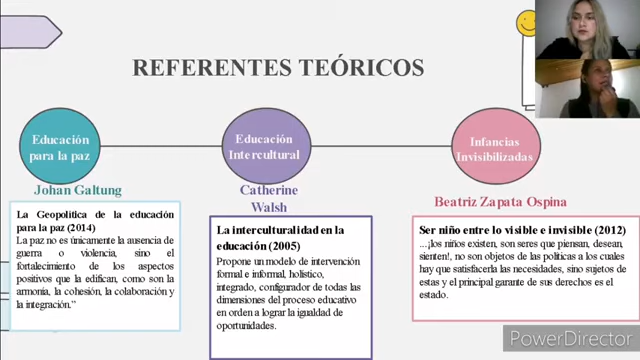 REFERENTES TEÓRICOS
Educación
para la paz
Educación
Intercultural
Infancias
Invisibilizadas
Johan Galtung
Catherine
Walsh
Beatriz Zapata Ospina
La Geopolítica de la educación
para la paz (2014)
La paz no es únicamente la ausencia de
guerra o violencia, sino el
fortalecimiento de los aspectos
positivos que la edifican, como son la
armonía, la cohesión, la colaboración y
la integración.”
La interculturalidad en la
educación (2005)
Propone un modelo de intervención
formal e informal, holístico,
integrado, configurador de todas las
dimensiones del proceso educativo
en orden a lograr la igualdad de
oportunidades.
Ser niño entre lo visible e invisible (2012)
...¡los niños existen, son seres que piensan, desean,
sienten!, no son objetos de las políticas a los cuales
hay que satisfacerla las necesidades, sino sujetos de
estas y el principal garante de sus derechos es el
estado.
PowerDirector